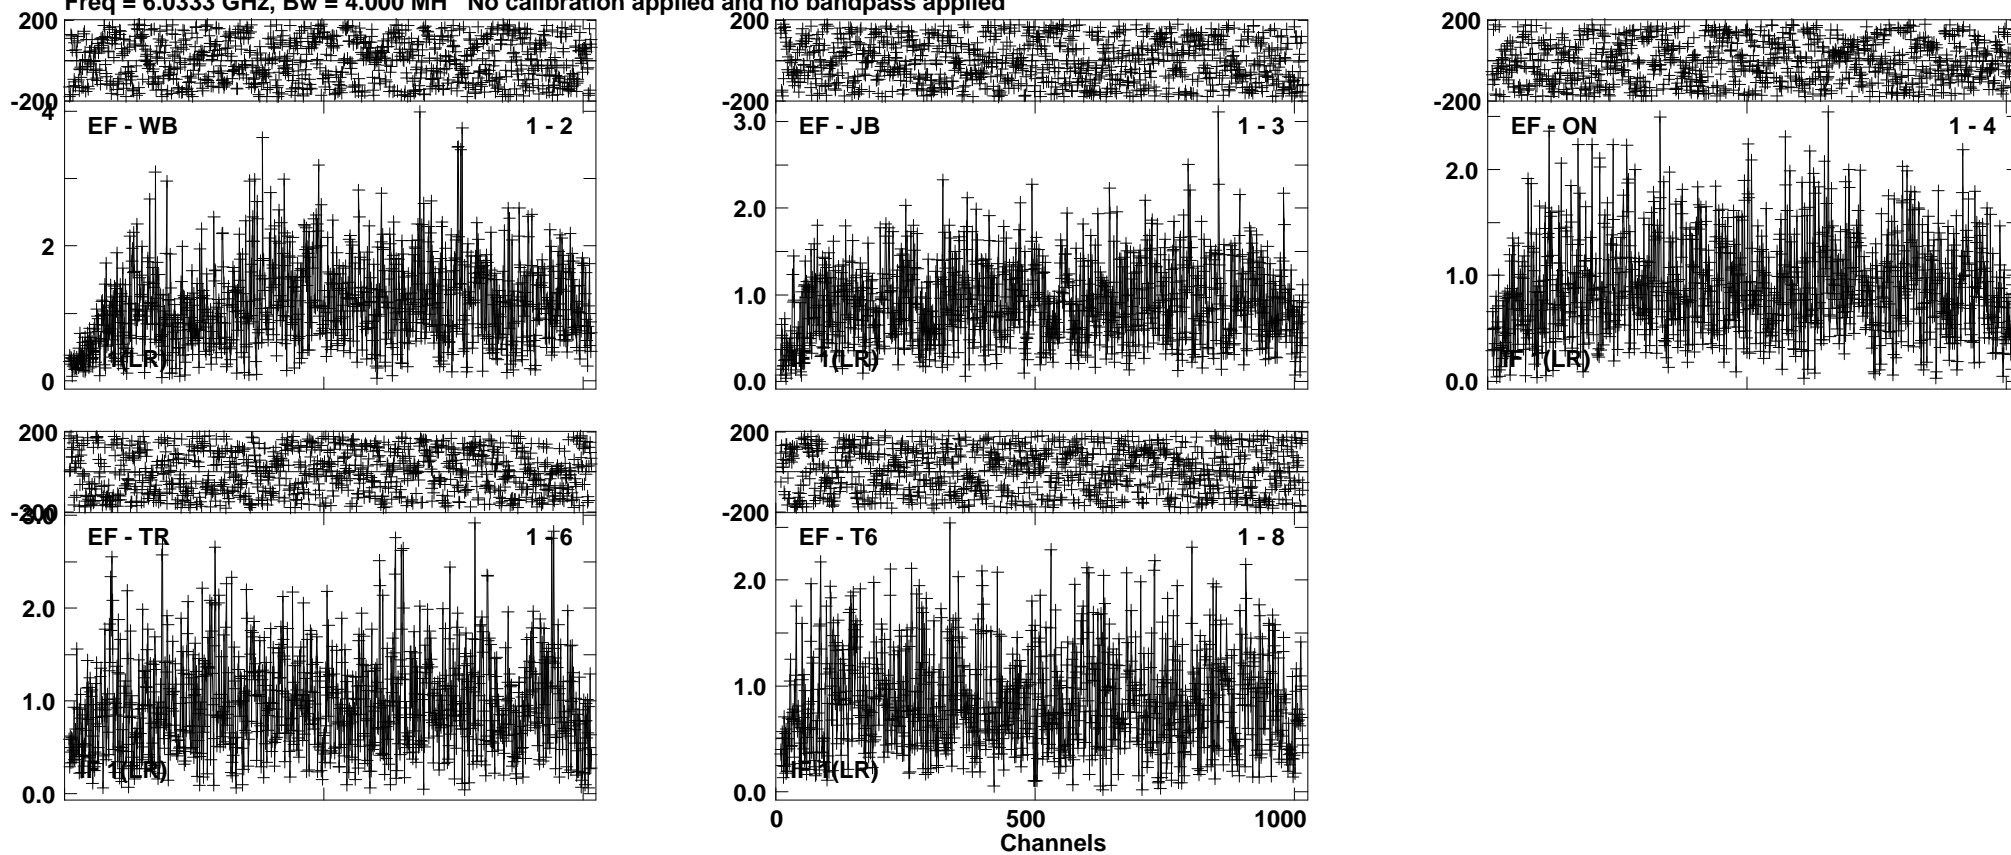 Freq = 6.0333 GHz, Bw = 4.000 MH No calibration applied and no bandpass applied
200
-200
4
2
0
EF - WB
1 - 2
IF 1(LR)
200
-200
3.0
2.0
1.0
0.0
EF - JB
1 - 3
IF 1(LR)
200
-200
2.0
1.0
0.0
EF - ON
1 - 4
IF 1(LR)
200
-200
3.0
2.0
1.0
0.0
EF - TR
1 - 6
IF 1(LR)
200
-200
2.0
1.0
0.0
EF - T6
1 - 8
IF 1(LR)
0 500 1000
Channels